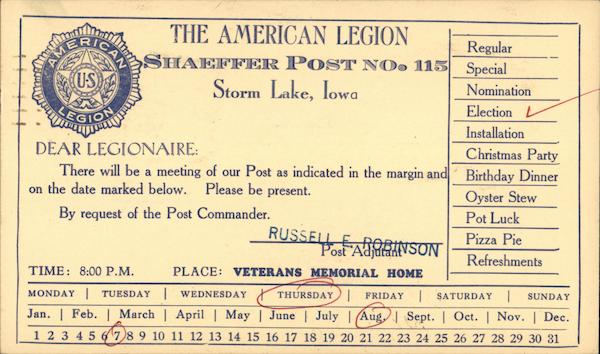 THE AMERICAN LEGION
SHAEFFER POST NO. 115
Storm Lake, Iowa
AMERICAN
U·S
LEGION
DEAR LEGIONAIRE:
There will be a meeting of our Post as indicated in the margin and
on the date marked below. Please be present.
By request of the Post Commander.
RUSSELL E. ROBINSON
Post Adjutant
TIME: 8:00 P.M. PLACE: VETERANS MEMORIAL HOME
Regular
Special
Nomination
Election ✓
Installation
Christmas Party
Birthday Dinner
Oyster Stew
Pot Luck
Pizza Pie
Refreshments
MONDAY | TUESDAY | WEDNESDAY | THURSDAY | FRIDAY | SATURDAY | SUNDAY
Jan. | Feb. | March | April | May | June | July | Aug. | Sept. | Oct. | Nov. | Dec.
1 2 3 4 5 6 7 8 9 10 11 12 13 14 15 16 17 18 19 20 21 22 23 24 25 26 27 28 29 30 31